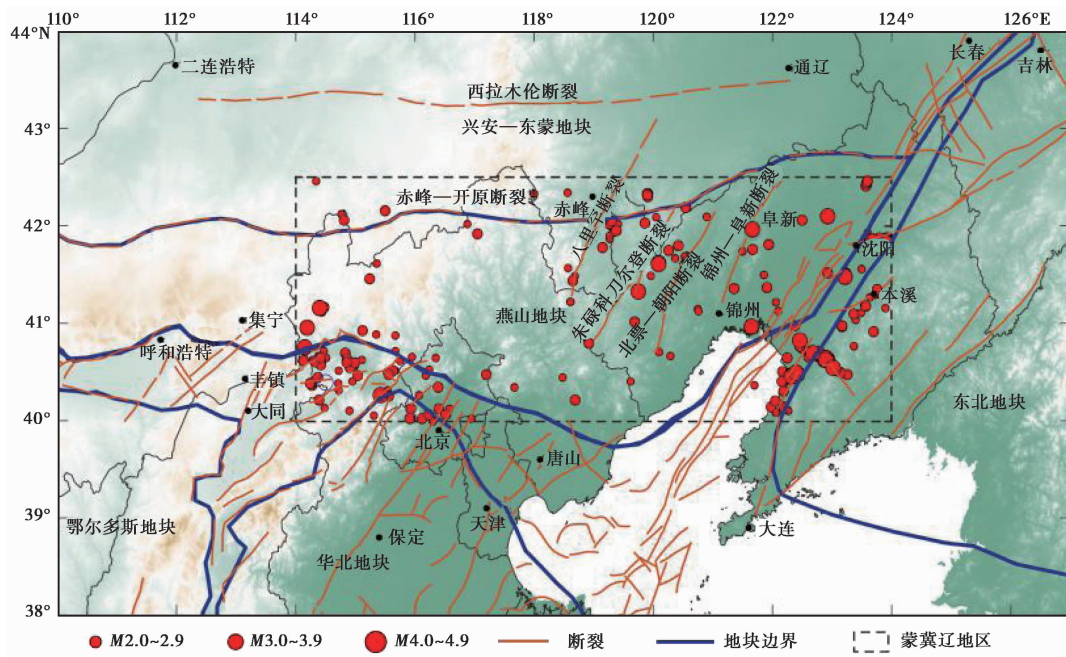 110° 112° 114° 116° 118° 120° 122° 124° 126°E
44°N
长春
吉林
二连浩特
通辽
西拉木伦断裂
43°
兴安—东蒙地块
42°
赤峰—开原断裂
赤峰
八里罕断裂
朱碌科刀尔登断裂
北票—朝阳断裂
锦州—阜新断裂
阜新
沈阳
本溪
41°
集宁
呼和浩特
燕山地块
锦州
丰镇
大同
40°
东北地块
北京
唐山
39°
鄂尔多斯地块
天津
大连
保定
华北地块
38°
M2.0~2.9 M3.0~3.9 M4.0~4.9 断裂 地块边界 蒙冀辽地区